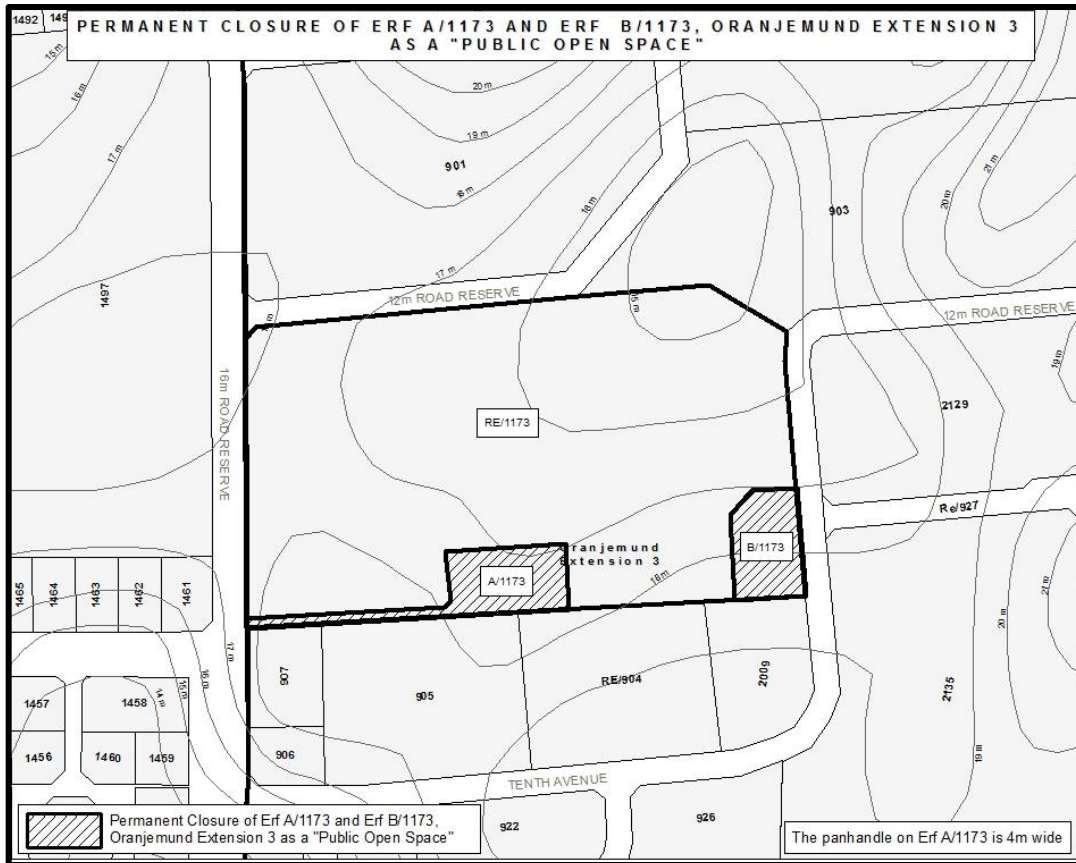 1492
149
PERMANENT CLOSURE OF ERF A/1173 AND ERF B/1173, ORANJEMUND EXTENSION 3
AS A "PUBLIC OPEN SPACE"
15 m
16 m
17 m
20 m
19 m
18 m
901
18 m
17 m
21 m
20 m
19 m
903
1497
12m ROAD RESERVE
12m ROAD RESERVE
16m ROAD RESERVE
RE/1173
19 m
2129
Re/927
Oranjemund
Extension 3
A/1173
B/1173
18 m
1465
1464
1463
1462
1461
17 m
16 m
15 m
14 m
907
905
RE/904
2009
2135
21 m
20 m
19 m
1457
1458
1456
1460
1459
906
TENTH AVENUE
922
926
Permanent Closure of Erf A/1173 and Erf B/1173,
Oranjemund Extension 3 as a "Public Open Space"
The panhandle on Erf A/1173 is 4m wide